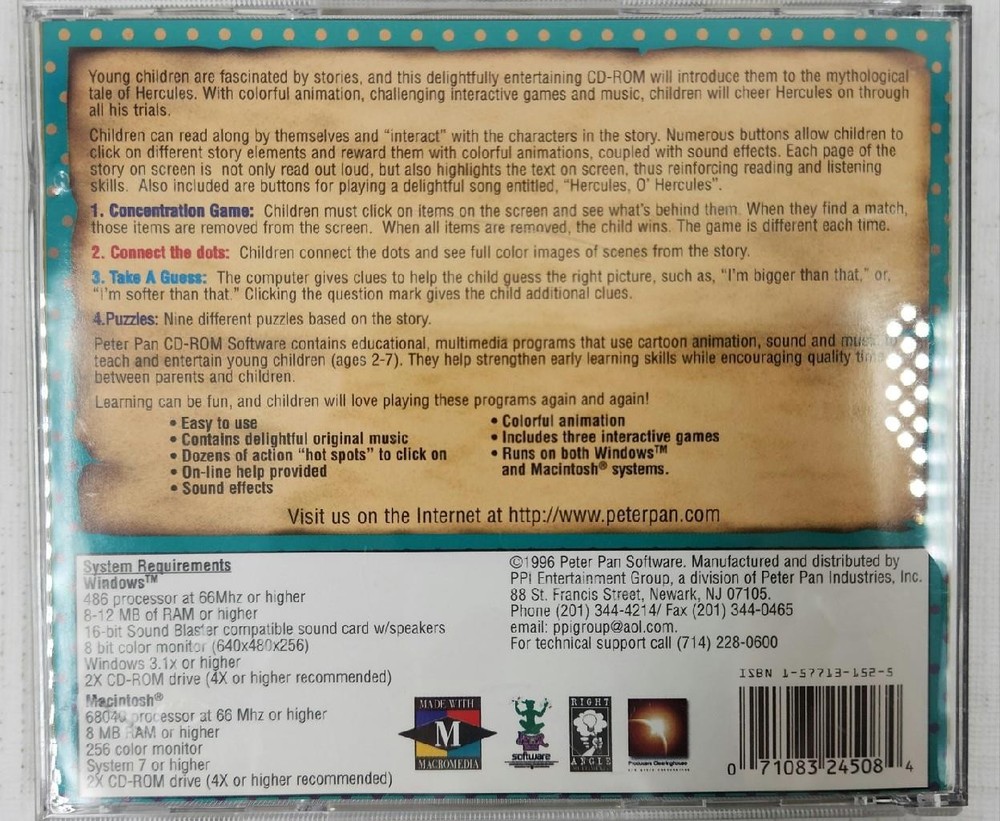 Young children are fascinated by stories, and this delightfully entertaining CD-ROM will introduce them to the mythological
tale of Hercules. With colorful animation, challenging interactive games and music, children will cheer Hercules on through
all his trials.
Children can read along by themselves and “interact” with the characters in the story. Numerous buttons allow children to
click on different story elements and reward them with colorful animations, coupled with sound effects. Each page of the
story on screen is not only read out loud, but also highlights the text on screen, thus reinforcing reading and listening
skills. Also included are buttons for playing a delightful song entitled, “Hercules, O' Hercules”.
1. Concentration Game: Children must click on items on the screen and see what's behind them. When they find a match,
those items are removed from the screen. When all items are removed, the child wins. The game is different each time.
2. Connect the dots: Children connect the dots and see full color images of scenes from the story.
3. Take A Guess: The computer gives clues to help the child guess the right picture, such as, “I'm bigger than that,” or,
“I'm softer than that.” Clicking the question mark gives the child additional clues.
4.Puzzles: Nine different puzzles based on the story.
Peter Pan CD-ROM Software contains educational, multimedia programs that use cartoon animation, sound and music to
teach and entertain young children (ages 2-7). They help strengthen early learning skills while encouraging quality time
between parents and children.
Learning can be fun, and children will love playing these programs again and again!
• Easy to use
• Contains delightful original music
• Dozens of action “hot spots” to click on
• On-line help provided
• Sound effects
• Colorful animation
• Includes three interactive games
• Runs on both Windows™
and Macintosh® systems.
Visit us on the Internet at http://www.peterpan.com
System Requirements
Windows™
486 processor at 66Mhz or higher
8-12 MB of RAM or higher
16-bit Sound Blaster compatible sound card w/speakers
8 bit color monitor (640x480x256)
Windows 3.1x or higher
2X CD-ROM drive (4X or higher recommended)
Macintosh®
68040 processor at 66 Mhz or higher
8 MB RAM or higher
256 color monitor
System 7 or higher
2X CD-ROM drive (4X or higher recommended)
©1996 Peter Pan Software. Manufactured and distributed by
PPI Entertainment Group, a division of Peter Pan Industries, Inc.
88 St. Francis Street, Newark, NJ 07105.
Phone (201) 344-4214/ Fax (201) 344-0465
email: ppigroup@aol.com.
For technical support call (714) 228-0600
MADE WITH
M
MACROMEDIA
software
RIGHT
ANGLE
Producers Clearinghouse
ISBN 1-57713-152-5
0 71083 24508 4